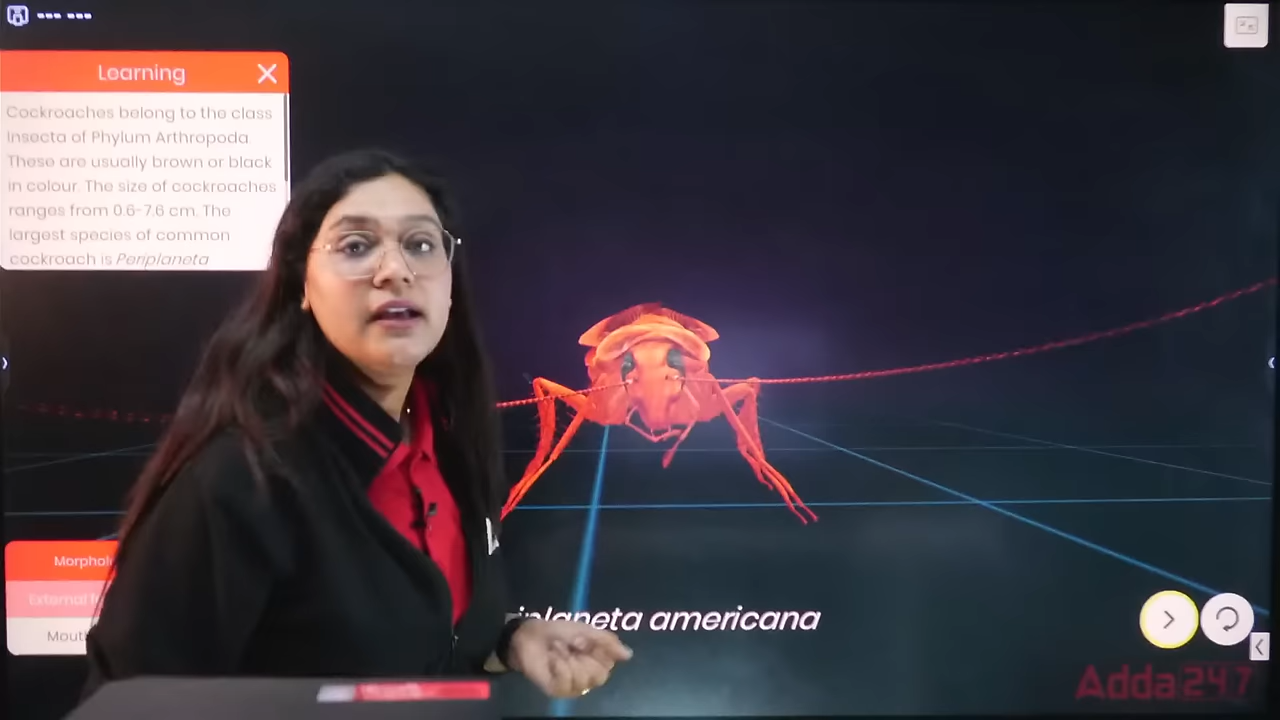 Learning
Cockroaches belong to the class
Insecta of Phylum Arthropoda
These are usually brown or black
in colour. The size of cockroaches
ranges from 0.6-7.6 cm. The
largest species of common
cockroach is Periplaneta
Morphol
External
Mout
iplaneta americana
Adda247